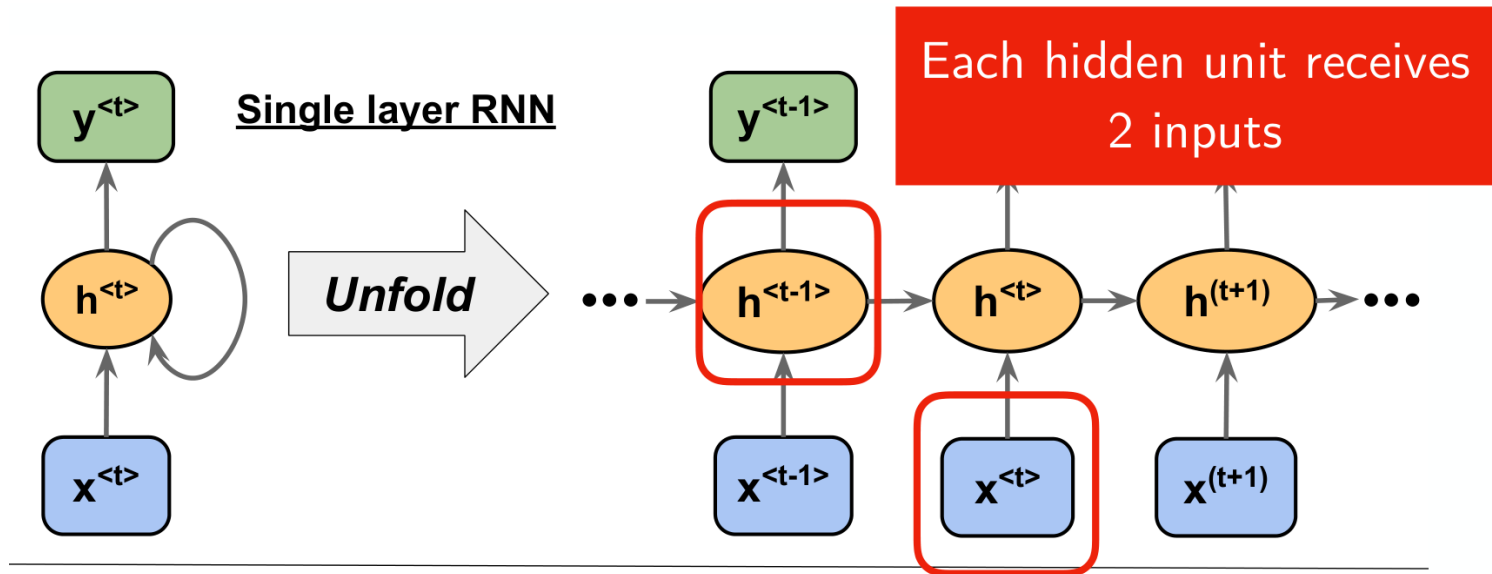 Each hidden unit receives
2 inputs
y<t>
Single layer RNN
y<t-1>
h<t>
Unfold
••• h<t-1> h<t> h(t+1) •••
x<t>
x<t-1> x<t> x(t+1)